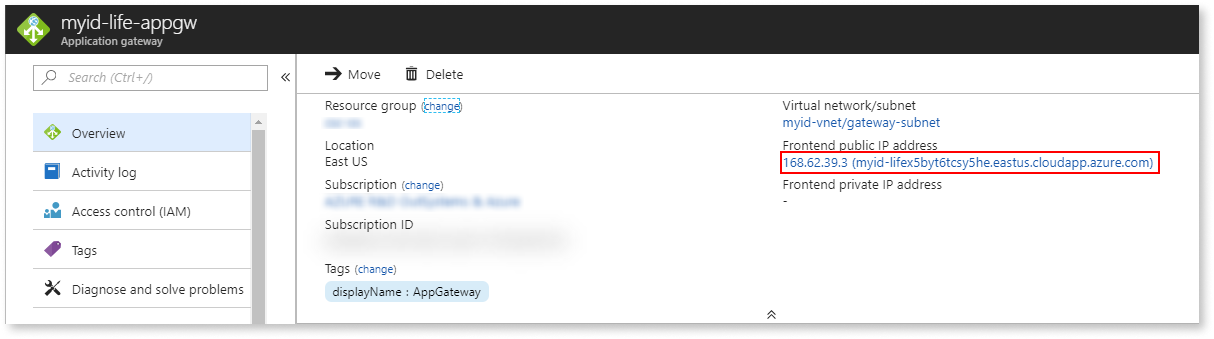 myid-life-appgw
Application gateway
Search (Ctrl+/)
«
Overview
Activity log
Access control (IAM)
Tags
Diagnose and solve problems
Move
Delete
Resource group (change)
Location
East US
Subscription (change)
Subscription ID
Tags (change)
displayName : AppGateway
Virtual network/subnet
myid-vnet/gateway-subnet
Frontend public IP address
168.62.39.3 (myid-lifex5byt6tcsy5he.eastus.cloudapp.azure.com)
Frontend private IP address
-